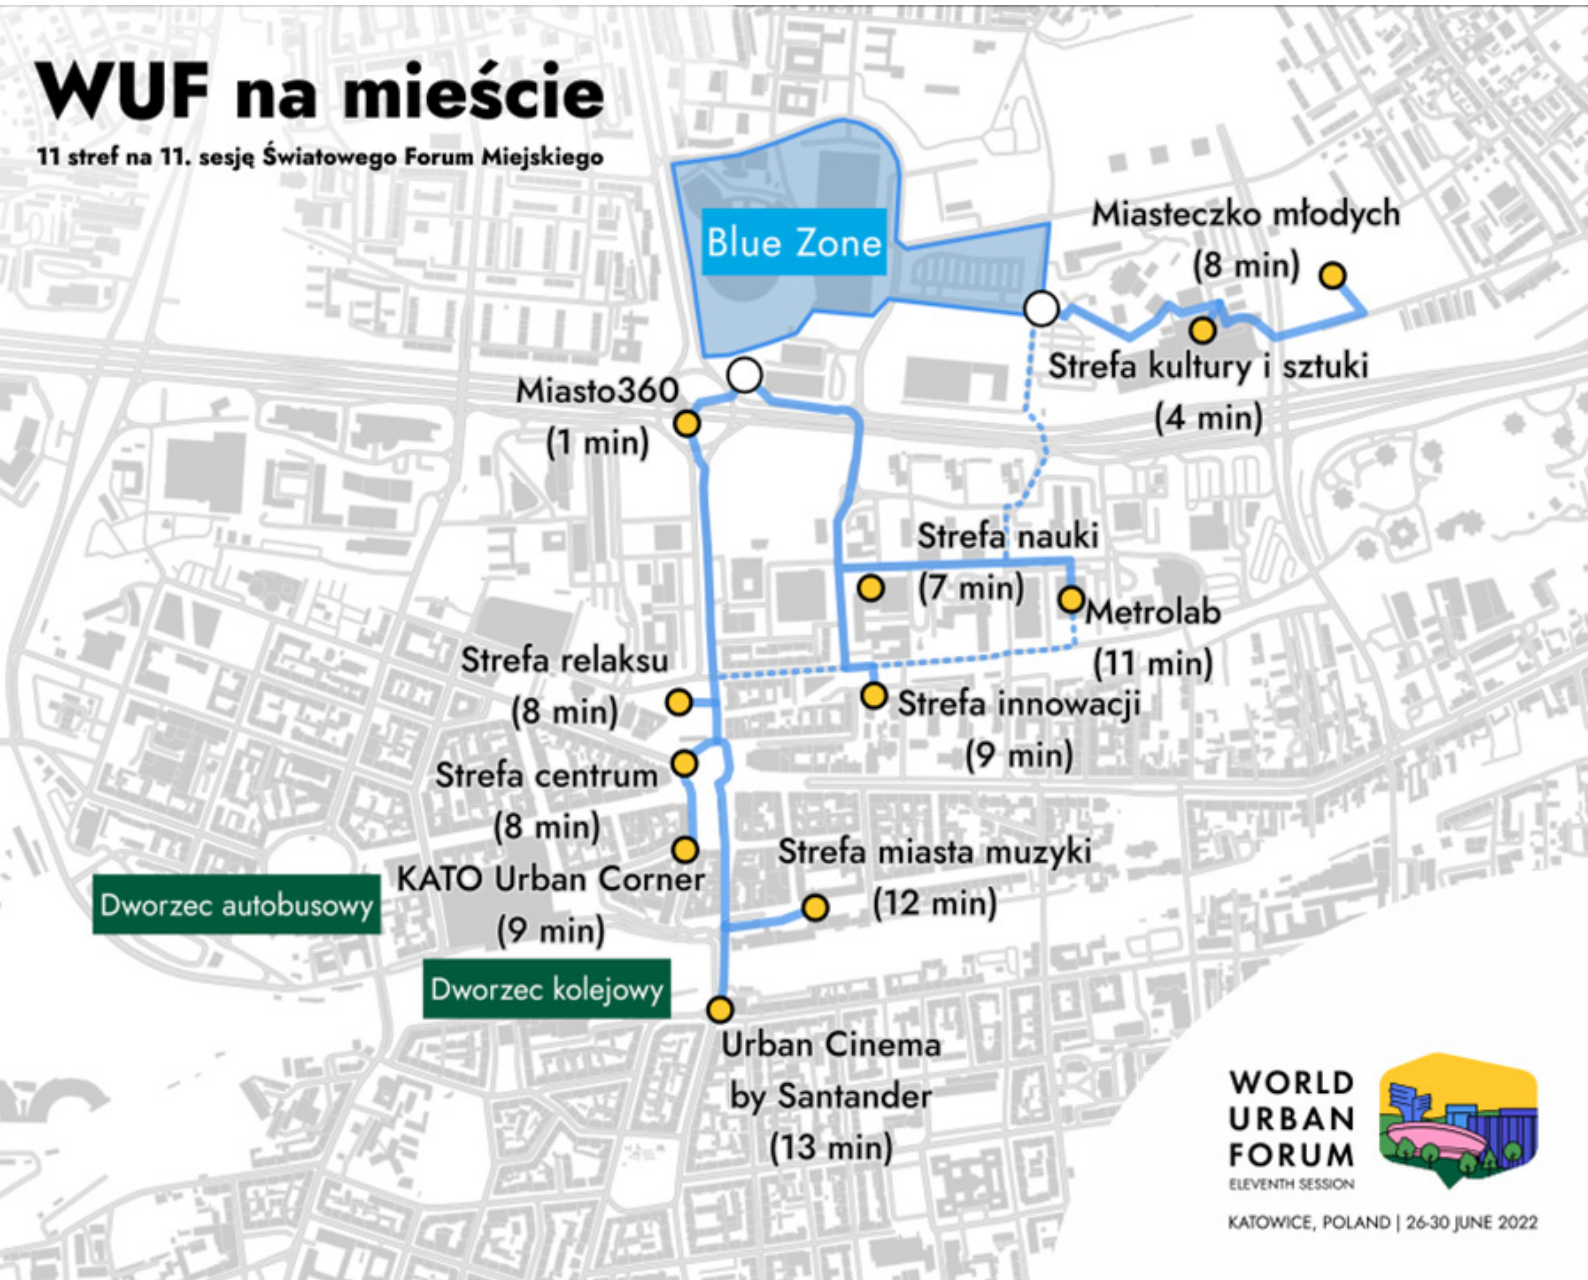 WUF na mieście
11 stref na 11. sesję Światowego Forum Miejskiego
Blue Zone
Miasteczko młodych
(8 min)
Strefa kultury i sztuki
(4 min)
Miasto360
(1 min)
Strefa nauki
(7 min)
Metrolab
(11 min)
Strefa relaksu
(8 min)
Strefa innowacji
(9 min)
Strefa centrum
(8 min)
Strefa miasta muzyki
(12 min)
KATO Urban Corner
(9 min)
Dworzec autobusowy
Dworzec kolejowy
Urban Cinema
by Santander
(13 min)
WORLD
URBAN
FORUM
ELEVENTH SESSION
KATOWICE, POLAND | 26-30 JUNE 2022